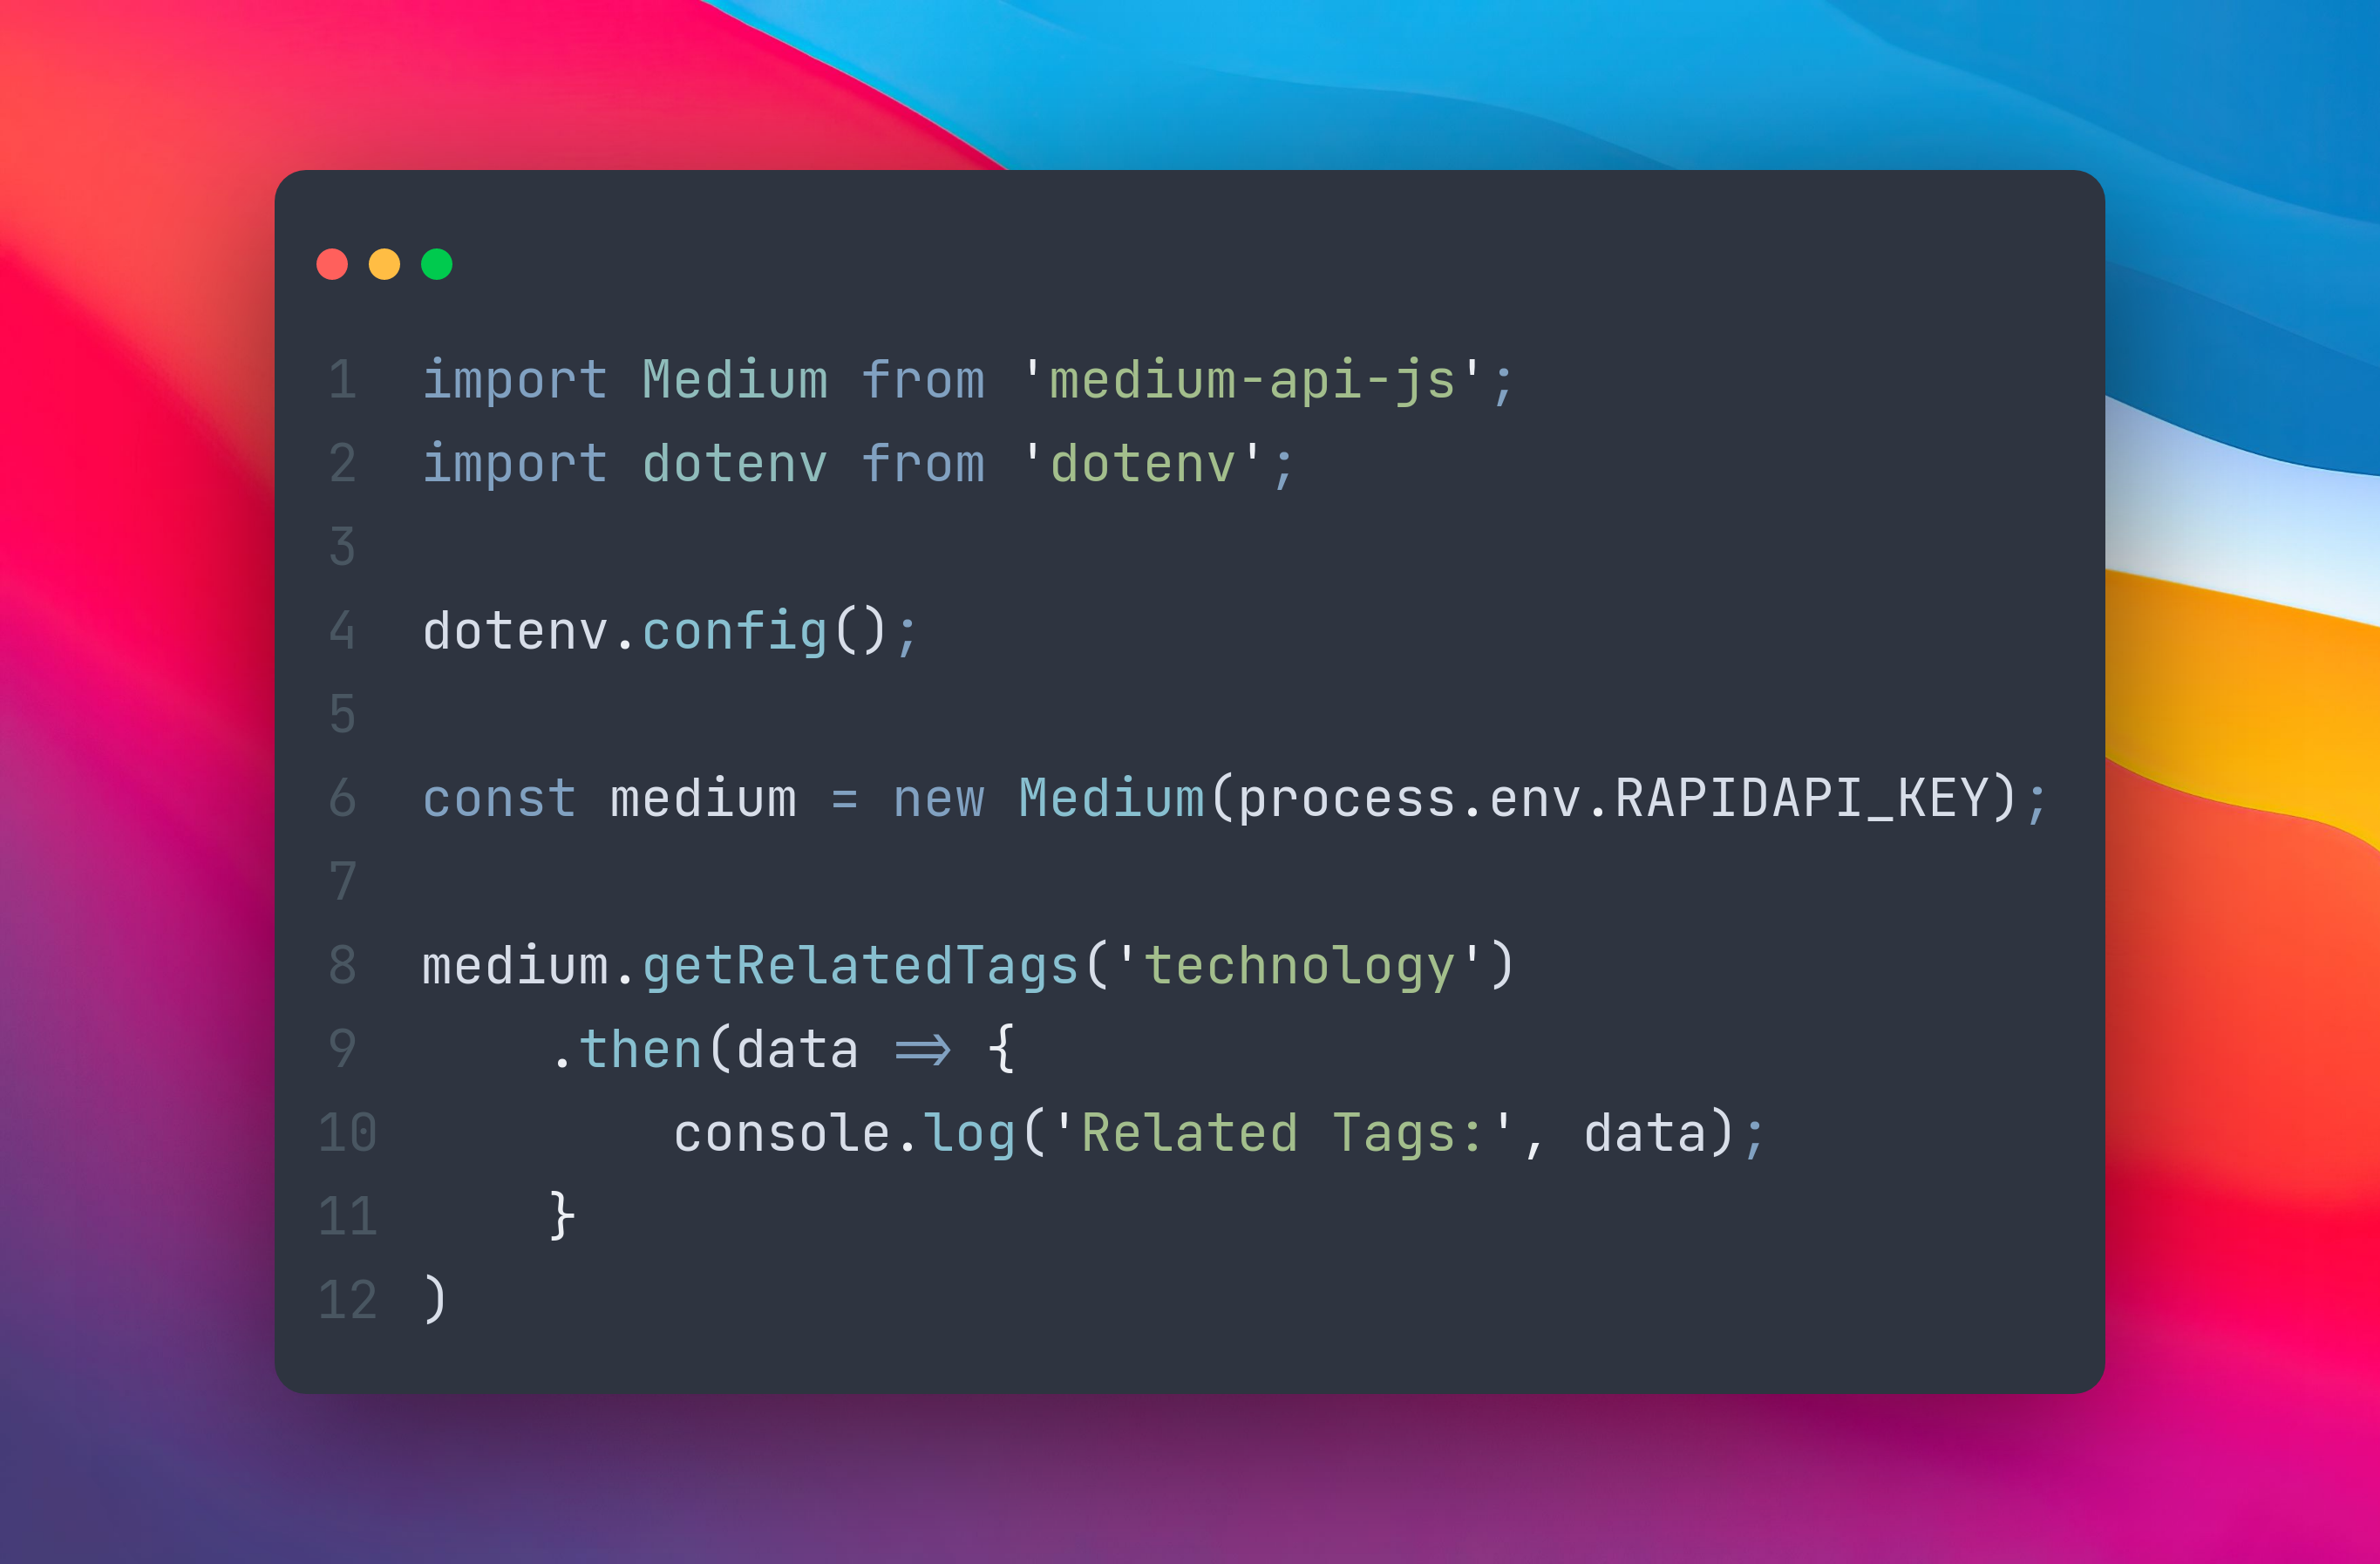 1 import Medium from 'medium-api-js';
2 import dotenv from 'dotenv';
3
4 dotenv.config();
5
6 const medium = new Medium(process.env.RAPIDAPI_KEY);
7
8 medium.getRelatedTags('technology')
9     .then(data => {
10         console.log('Related Tags:', data);
11     }
12 )